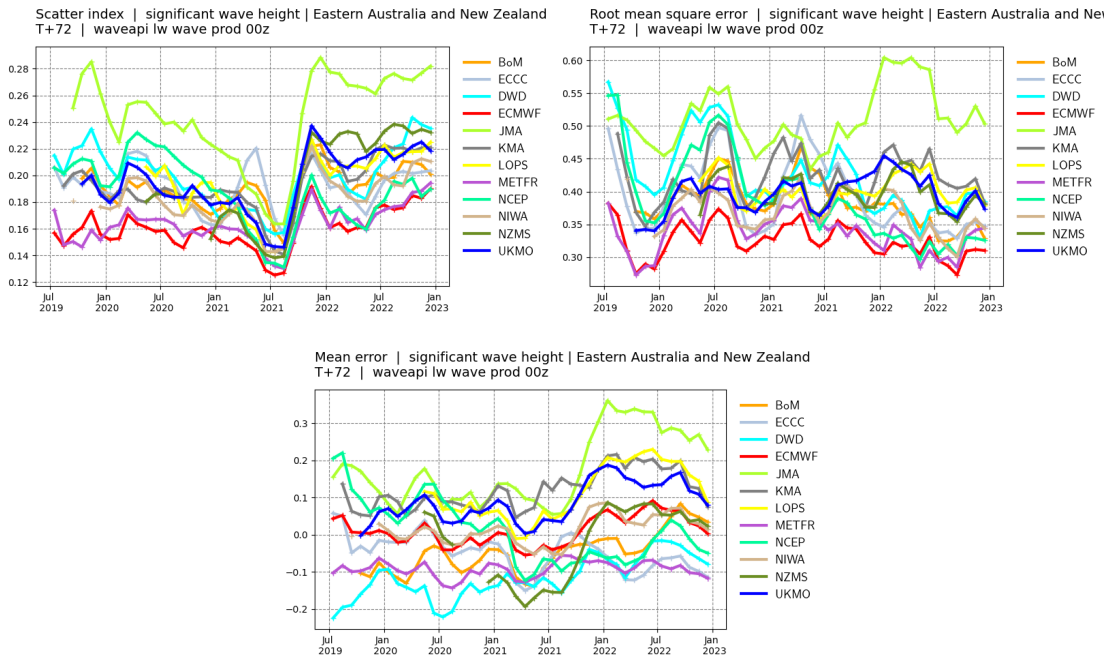 Scatter index | significant wave height | Eastern Australia and New Zealand
T+72 | waveapi lw wave prod 00z
0.28
0.26
0.24
0.22
0.20
0.18
0.16
0.14
0.12
Jul 2019
Jan 2020
Jul 2020
Jan 2021
Jul 2021
Jan 2022
Jul 2022
Jan 2023
BoM
ECCC
DWD
ECMWF
JMA
KMA
LOPS
METFR
NCEP
NIWA
NZMS
UKMO
Root mean square error | significant wave height | Eastern Australia and Ne
T+72 | waveapi lw wave prod 00z
0.60
0.55
0.50
0.45
0.40
0.35
0.30
Jul 2019
Jan 2020
Jul 2020
Jan 2021
Jul 2021
Jan 2022
Jul 2022
Jan 2023
BoM
ECCC
DWD
ECMWF
JMA
KMA
LOPS
METFR
NCEP
NIWA
NZMS
UKMO
Mean error | significant wave height | Eastern Australia and New Zealand
T+72 | waveapi lw wave prod 00z
0.3
0.2
0.1
0.0
−0.1
−0.2
Jul 2019
Jan 2020
Jul 2020
Jan 2021
Jul 2021
Jan 2022
Jul 2022
Jan 2023
BoM
ECCC
DWD
ECMWF
JMA
KMA
LOPS
METFR
NCEP
NIWA
NZMS
UKMO